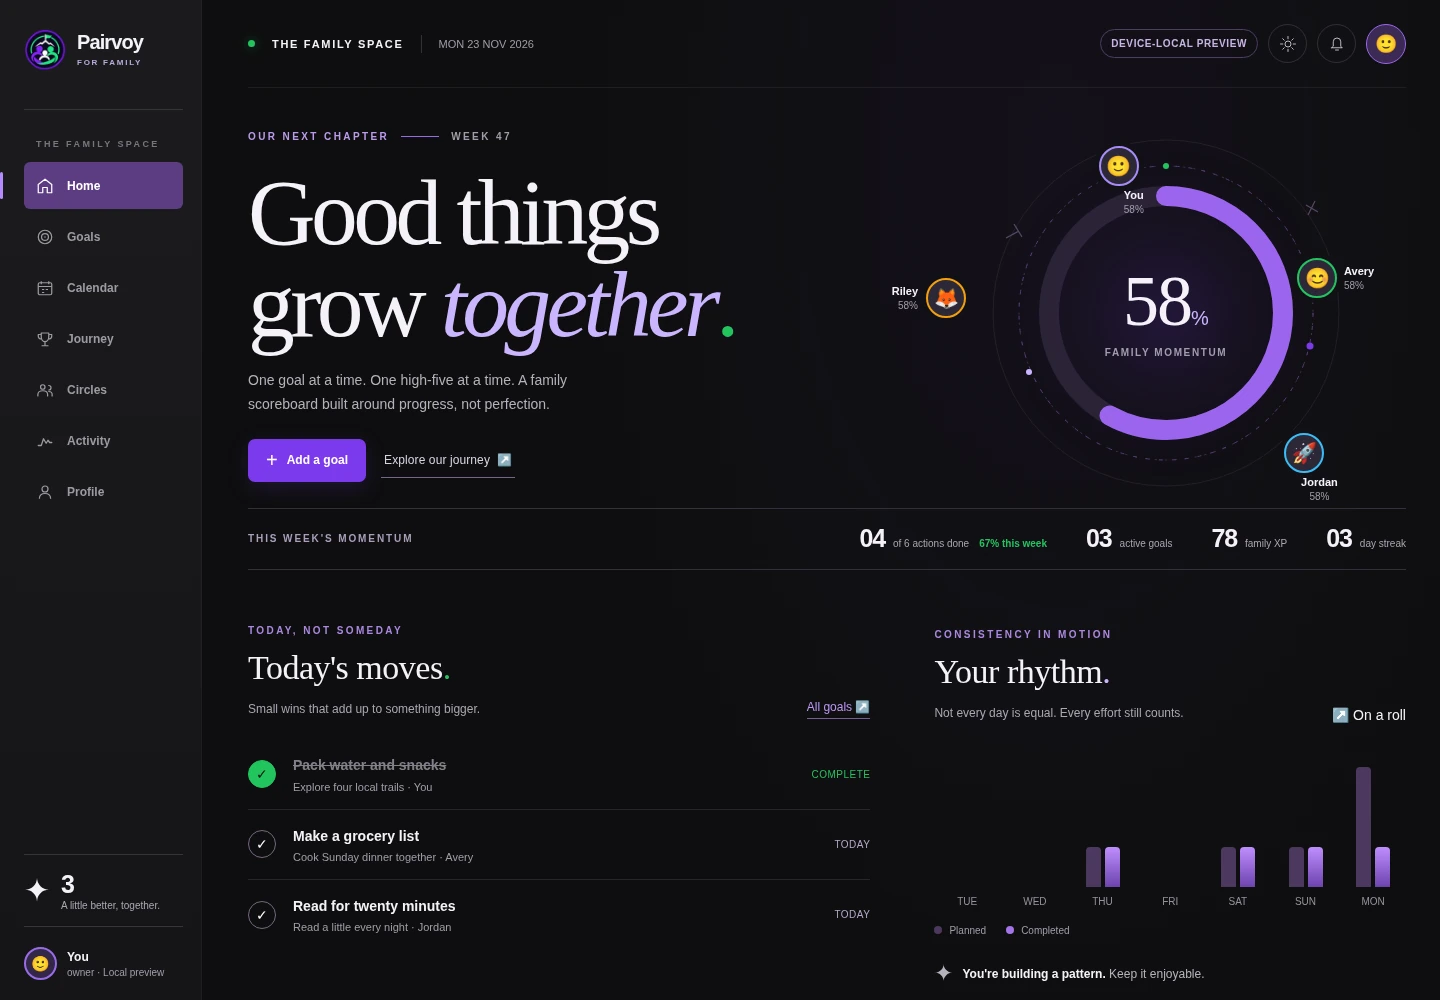 Pairvoy
FOR FAMILY
THE FAMILY SPACE
Home
Goals
Calendar
Journey
Circles
Activity
Profile
3
A little better, together.
You
owner · Local preview
THE FAMILY SPACE
MON 23 NOV 2026
DEVICE-LOCAL PREVIEW
OUR NEXT CHAPTER
WEEK 47
Good things
grow together.
One goal at a time. One high-five at a time. A family
scoreboard built around progress, not perfection.
+ Add a goal
Explore our journey
You
58%
Avery
58%
Riley
58%
Jordan
58%
58%
FAMILY MOMENTUM
THIS WEEK'S MOMENTUM
04 of 6 actions done 67% this week
03 active goals
78 family XP
03 day streak
TODAY, NOT SOMEDAY
Today's moves.
Small wins that add up to something bigger.
All goals
Pack water and snacks
Explore four local trails · You
COMPLETE
Make a grocery list
Cook Sunday dinner together · Avery
TODAY
Read for twenty minutes
Read a little every night · Jordan
TODAY
CONSISTENCY IN MOTION
Your rhythm.
Not every day is equal. Every effort still counts.
On a roll
TUE WED THU FRI SAT SUN MON
Planned Completed
You're building a pattern. Keep it enjoyable.